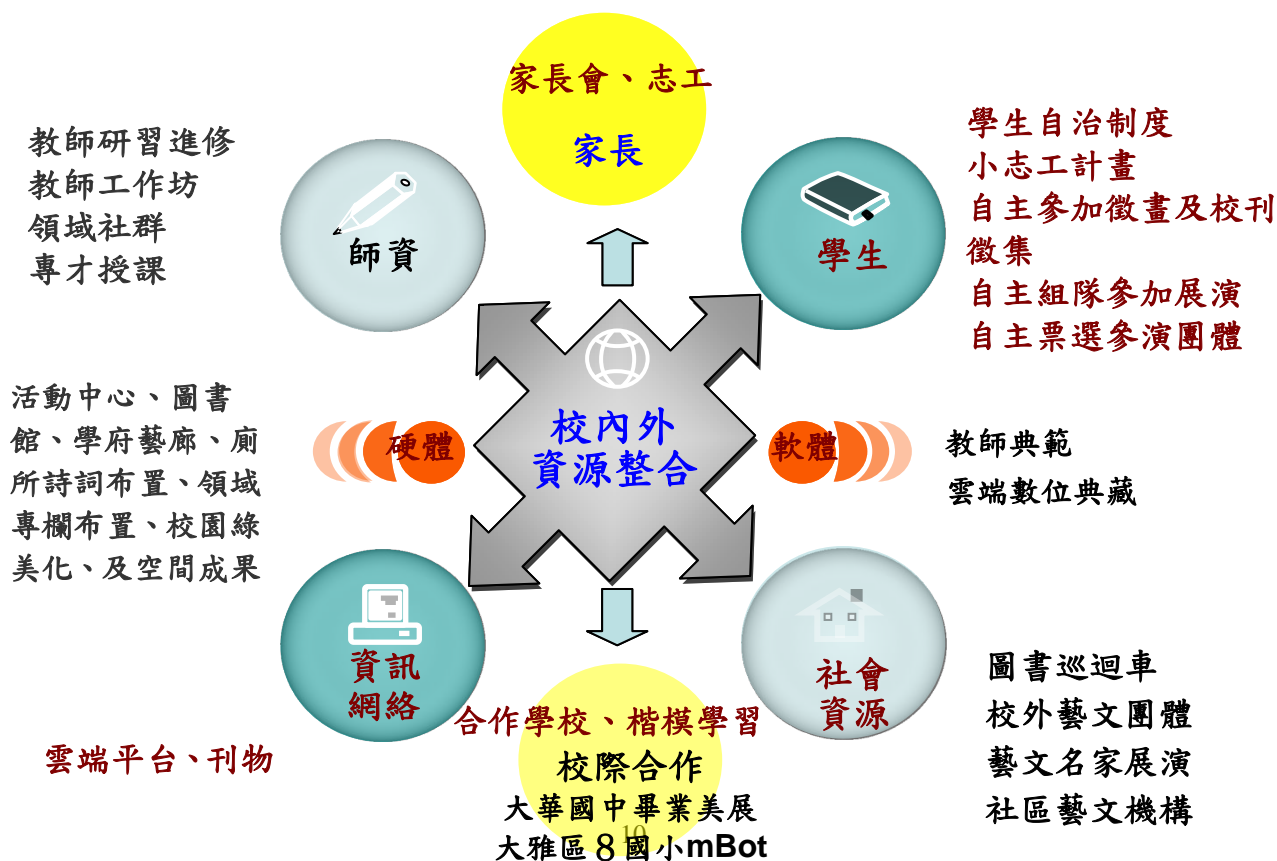 家長會、志工
家長
教師研習進修
教師工作坊
領域社群
專才授課
師資
學生
學生自治制度
小志工計畫
自主參加徵畫及校刊
徵集
自主組隊參加展演
自主票選參演團體
活動中心、圖書
館、學府藝廊、廁
所詩詞布置、領域
專欄布置、校園綠
美化、及空間成果
硬體
校內外
資源整合
軟體
教師典範
雲端數位典藏
資訊
網絡
雲端平台、刊物
合作學校、楷模學習
校際合作
大華國中畢業美展
大雅區8國小mBot
10
社會
資源
圖書巡迴車
校外藝文團體
藝文名家展演
社區藝文機構